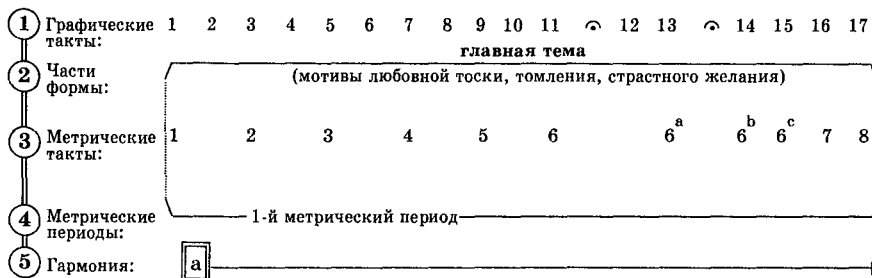 1 Графические такты: 1 2 3 4 5 6 7 8 9 10 11 𝄐 12 13 𝄐 14 15 16 17
главная тема
2 Части формы: (мотивы любовной тоски, томления, страстного желания)
3 Метрические такты: 1 2 3 4 5 6 6a 6b 6c 7 8
4 Метрические периоды: 1-й метрический период
5 Гармония: a